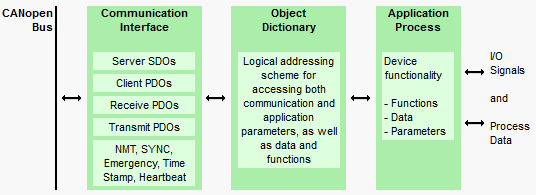 CANopen
Bus
Communication
Interface
Server SDOs
Client PDOs
Receive PDOs
Transmit PDOs
NMT, SYNC,
Emergency, Time
Stamp, Heartbeat
Object
Dictionary
Logical addressing
scheme for
accessing both
communication and
application
parameters, as well
as data and
functions
Application
Process
Device
functionality
- Functions
- Data
- Parameters
I/O
Signals
and
Process
Data